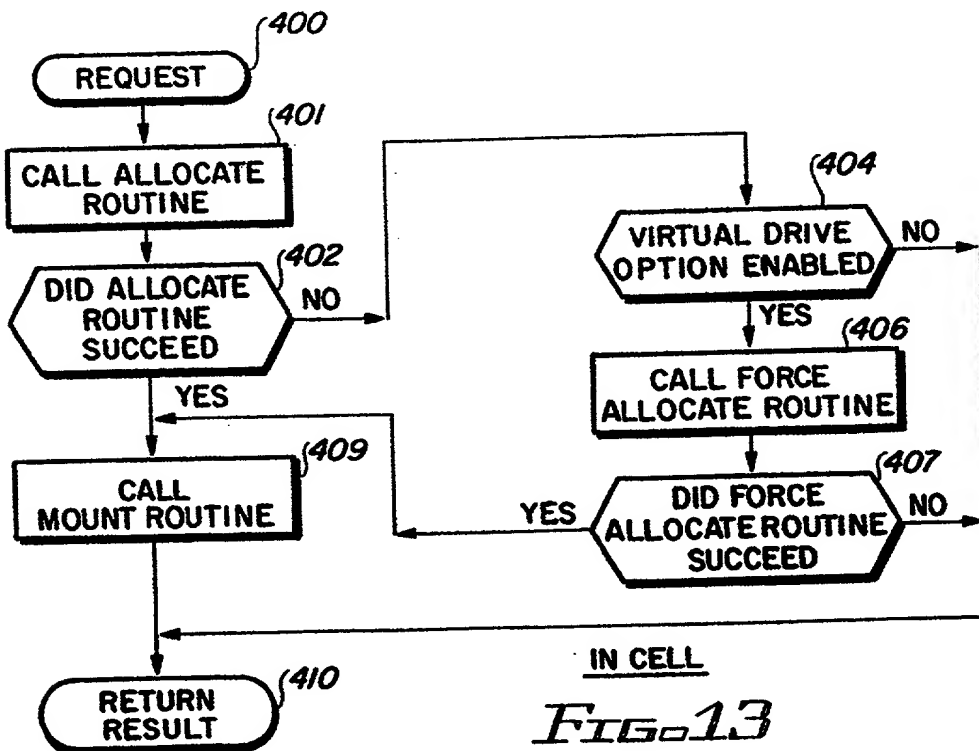 400
REQUEST
401
CALL ALLOCATE
ROUTINE
402
DID ALLOCATE
ROUTINE
SUCCEED
NO
YES
404
VIRTUAL DRIVE
OPTION ENABLED
NO
YES
406
CALL FORCE
ALLOCATE ROUTINE
407
DID FORCE
ALLOCATE ROUTINE
SUCCEED
YES
NO
409
CALL
MOUNT ROUTINE
410
RETURN
RESULT
IN CELL
FIG. 13